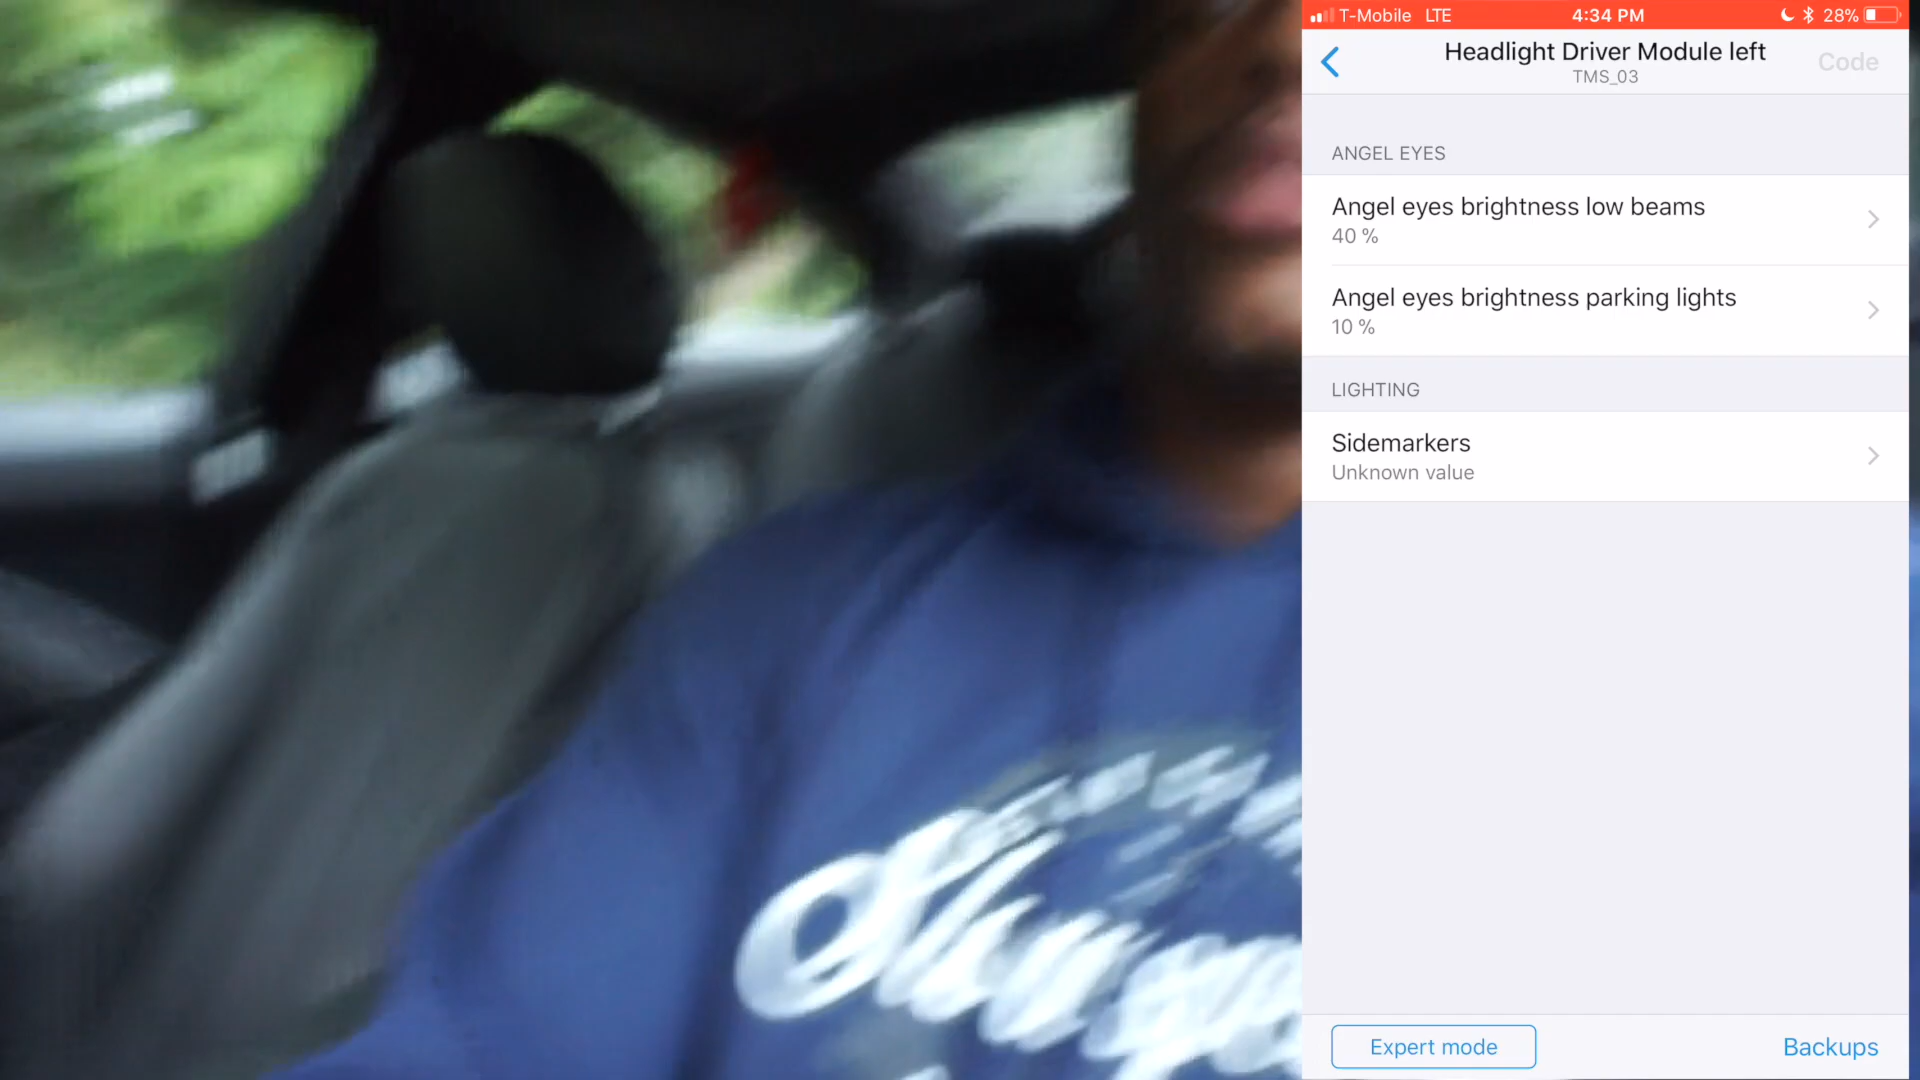 T-Mobile LTE 4:34 PM 28%
Headlight Driver Module left
TMS_03
Code
ANGEL EYES
Angel eyes brightness low beams
40 %
Angel eyes brightness parking lights
10 %
LIGHTING
Sidemarkers
Unknown value
Expert mode
Backups